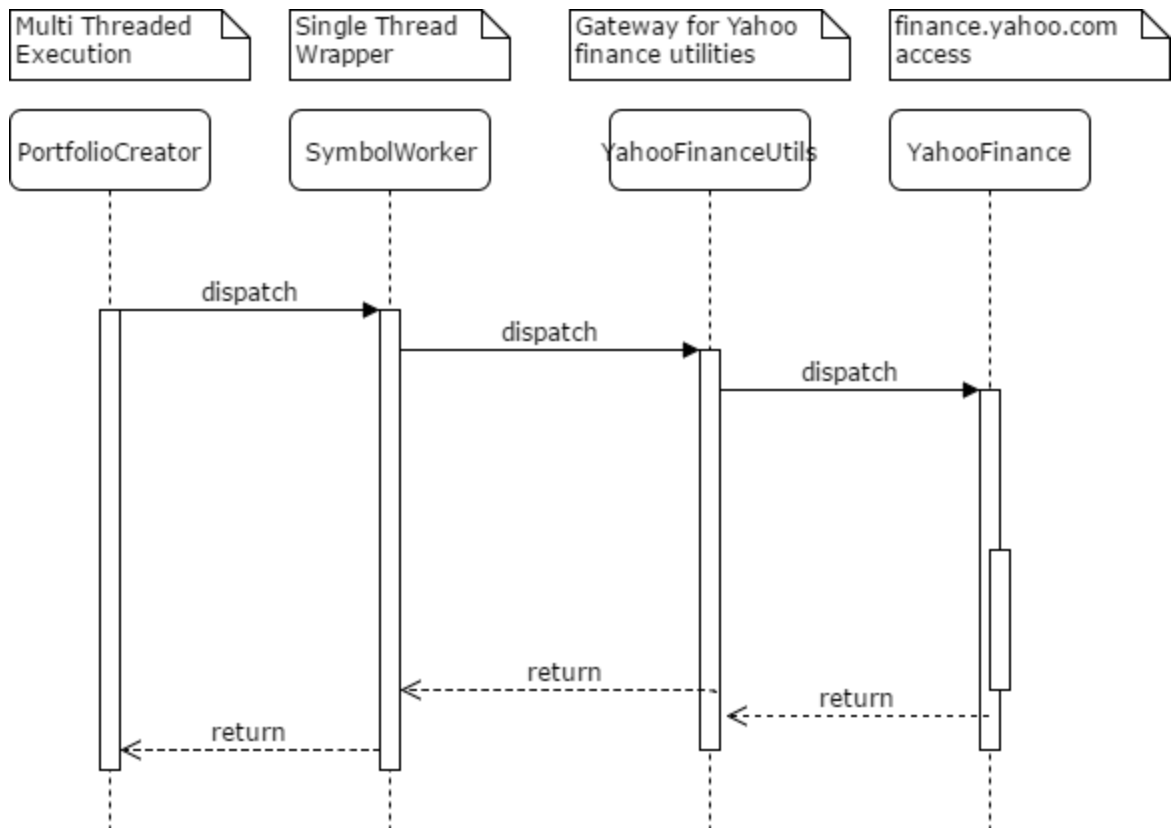 Multi Threaded
Execution
Single Thread
Wrapper
Gateway for Yahoo
finance utilities
finance.yahoo.com
access
PortfolioCreator
SymbolWorker
YahooFinanceUtils
YahooFinance
dispatch
dispatch
dispatch
return
return
return